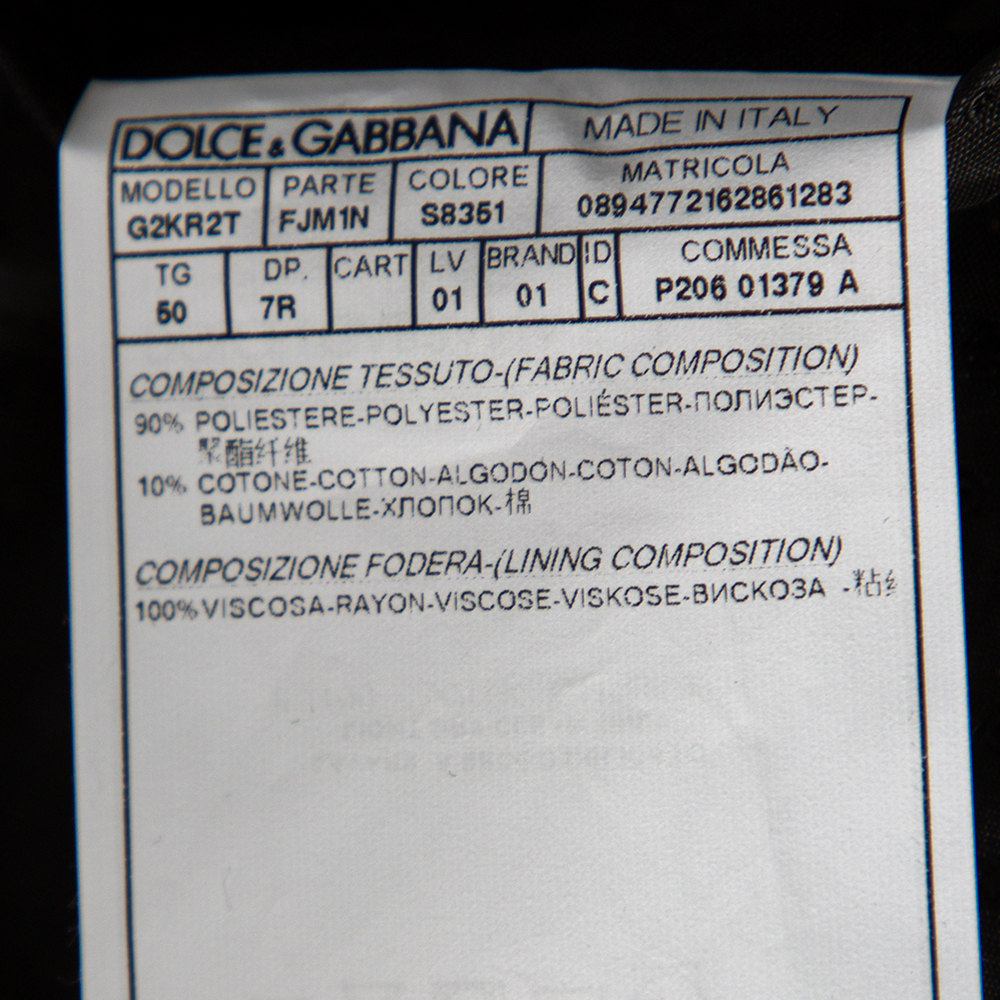 DOLCE & GABBANA MADE IN ITALY
MODELLO PARTE COLORE MATRICOLA
G2KR2T FJM1N S8351 0894772162861283
TG DP. CART LV BRAND ID COMMESSA
50 7R 01 01 C P206 01379 A
COMPOSIZIONE TESSUTO-(FABRIC COMPOSITION)
90% POLIESTERE-POLYESTER-POLIÉSTER-ПОЛИЭСТЕР-
聚酯纤维
10% COTONE-COTTON-ALGODÓN-COTON-ALGODÃO-
BAUMWOLLE-ХЛОПОК-棉
COMPOSIZIONE FODERA-(LINING COMPOSITION)
100% VISCOSA-RAYON-VISCOSE-VISKOSE-ВИСКОЗА -粘